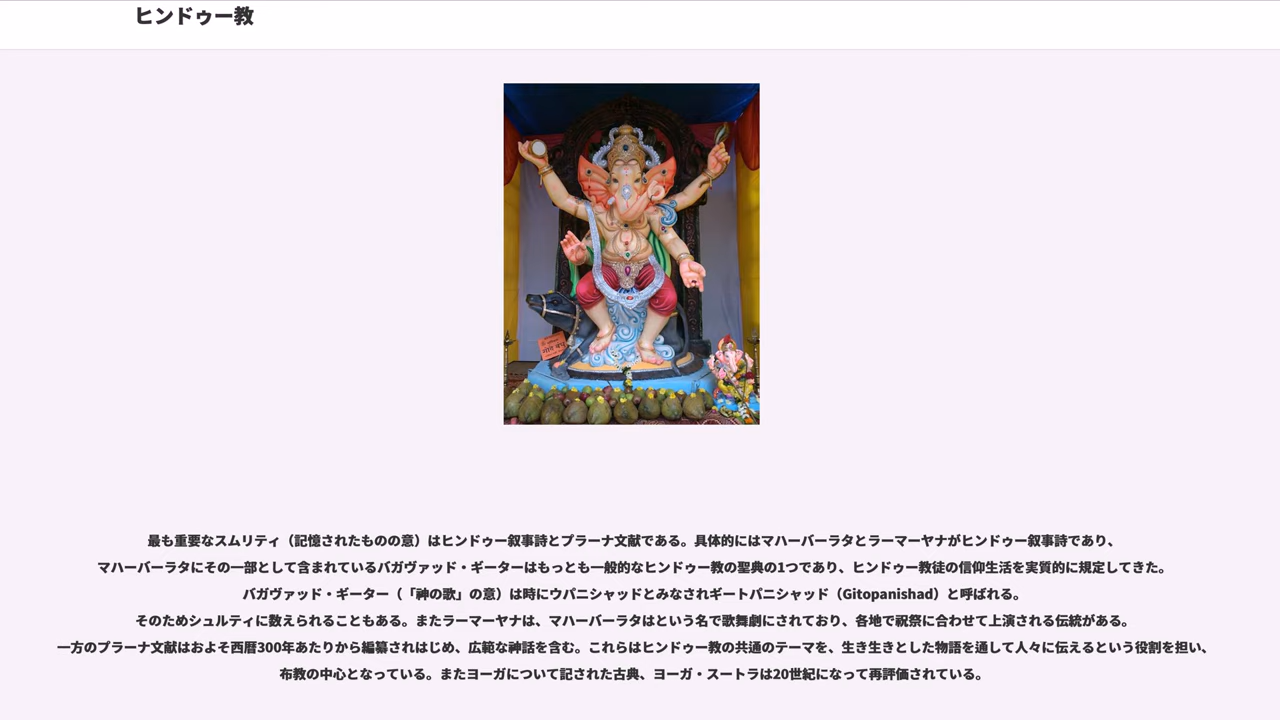 ヒンドゥー教
最も重要なスムリティ（記憶されたものの意）はヒンドゥー叙事詩とプラーナ文献である。具体的にはマハーバーラタとラーマーヤナがヒンドゥー叙事詩であり、
マハーバーラタにその一部として含まれているバガヴァッド・ギーターはもっとも一般的なヒンドゥー教の聖典の1つであり、ヒンドゥー教徒の信仰生活を実質的に規定してきた。
バガヴァッド・ギーター（「神の歌」の意）は時にウパニシャッドとみなされギートパニシャッド（Gitopanishad）と呼ばれる。
そのためシュルティに数えられることもある。またラーマーヤナは、マハーバーラタはという名で歌舞劇にされており、各地で祝祭に合わせて上演される伝統がある。
一方のプラーナ文献はおよそ西暦300年あたりから編纂されはじめ、広範な神話を含む。これらはヒンドゥー教の共通のテーマを、生き生きとした物語を通して人々に伝えるという役割を担い、
布教の中心となっている。またヨーガについて記された古典、ヨーガ・スートラは20世紀になって再評価されている。